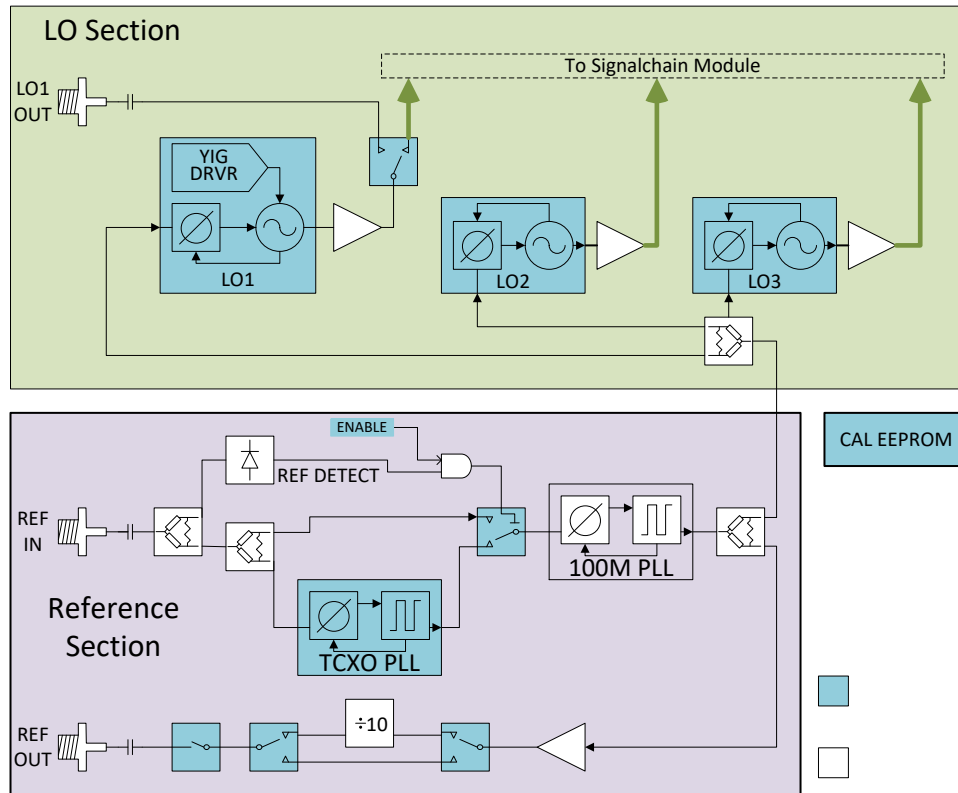 LO Section
To Signalchain Module
LO1
OUT
YIG
DRVR
LO1
LO2
LO3
ENABLE
CAL EEPROM
REF DETECT
REF
IN
100M PLL
Reference
Section
TCXO PLL
÷10
REF
OUT